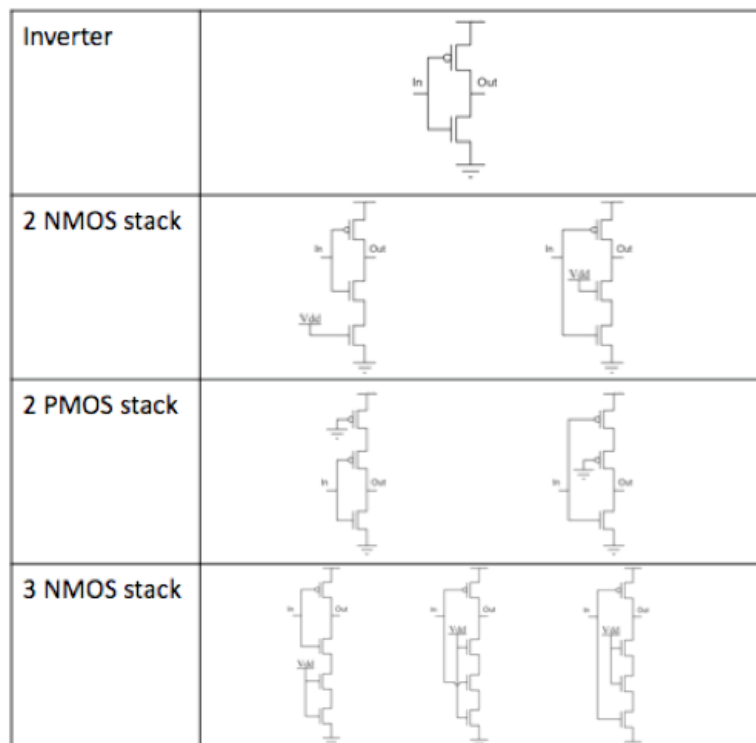 Inverter
In
Out
2 NMOS stack
In
Out
Vdd
In
Out
Vdd
2 PMOS stack
In
Out
In
Out
3 NMOS stack
In
Out
Vdd
In
Out
Vdd
In
Out
Vdd